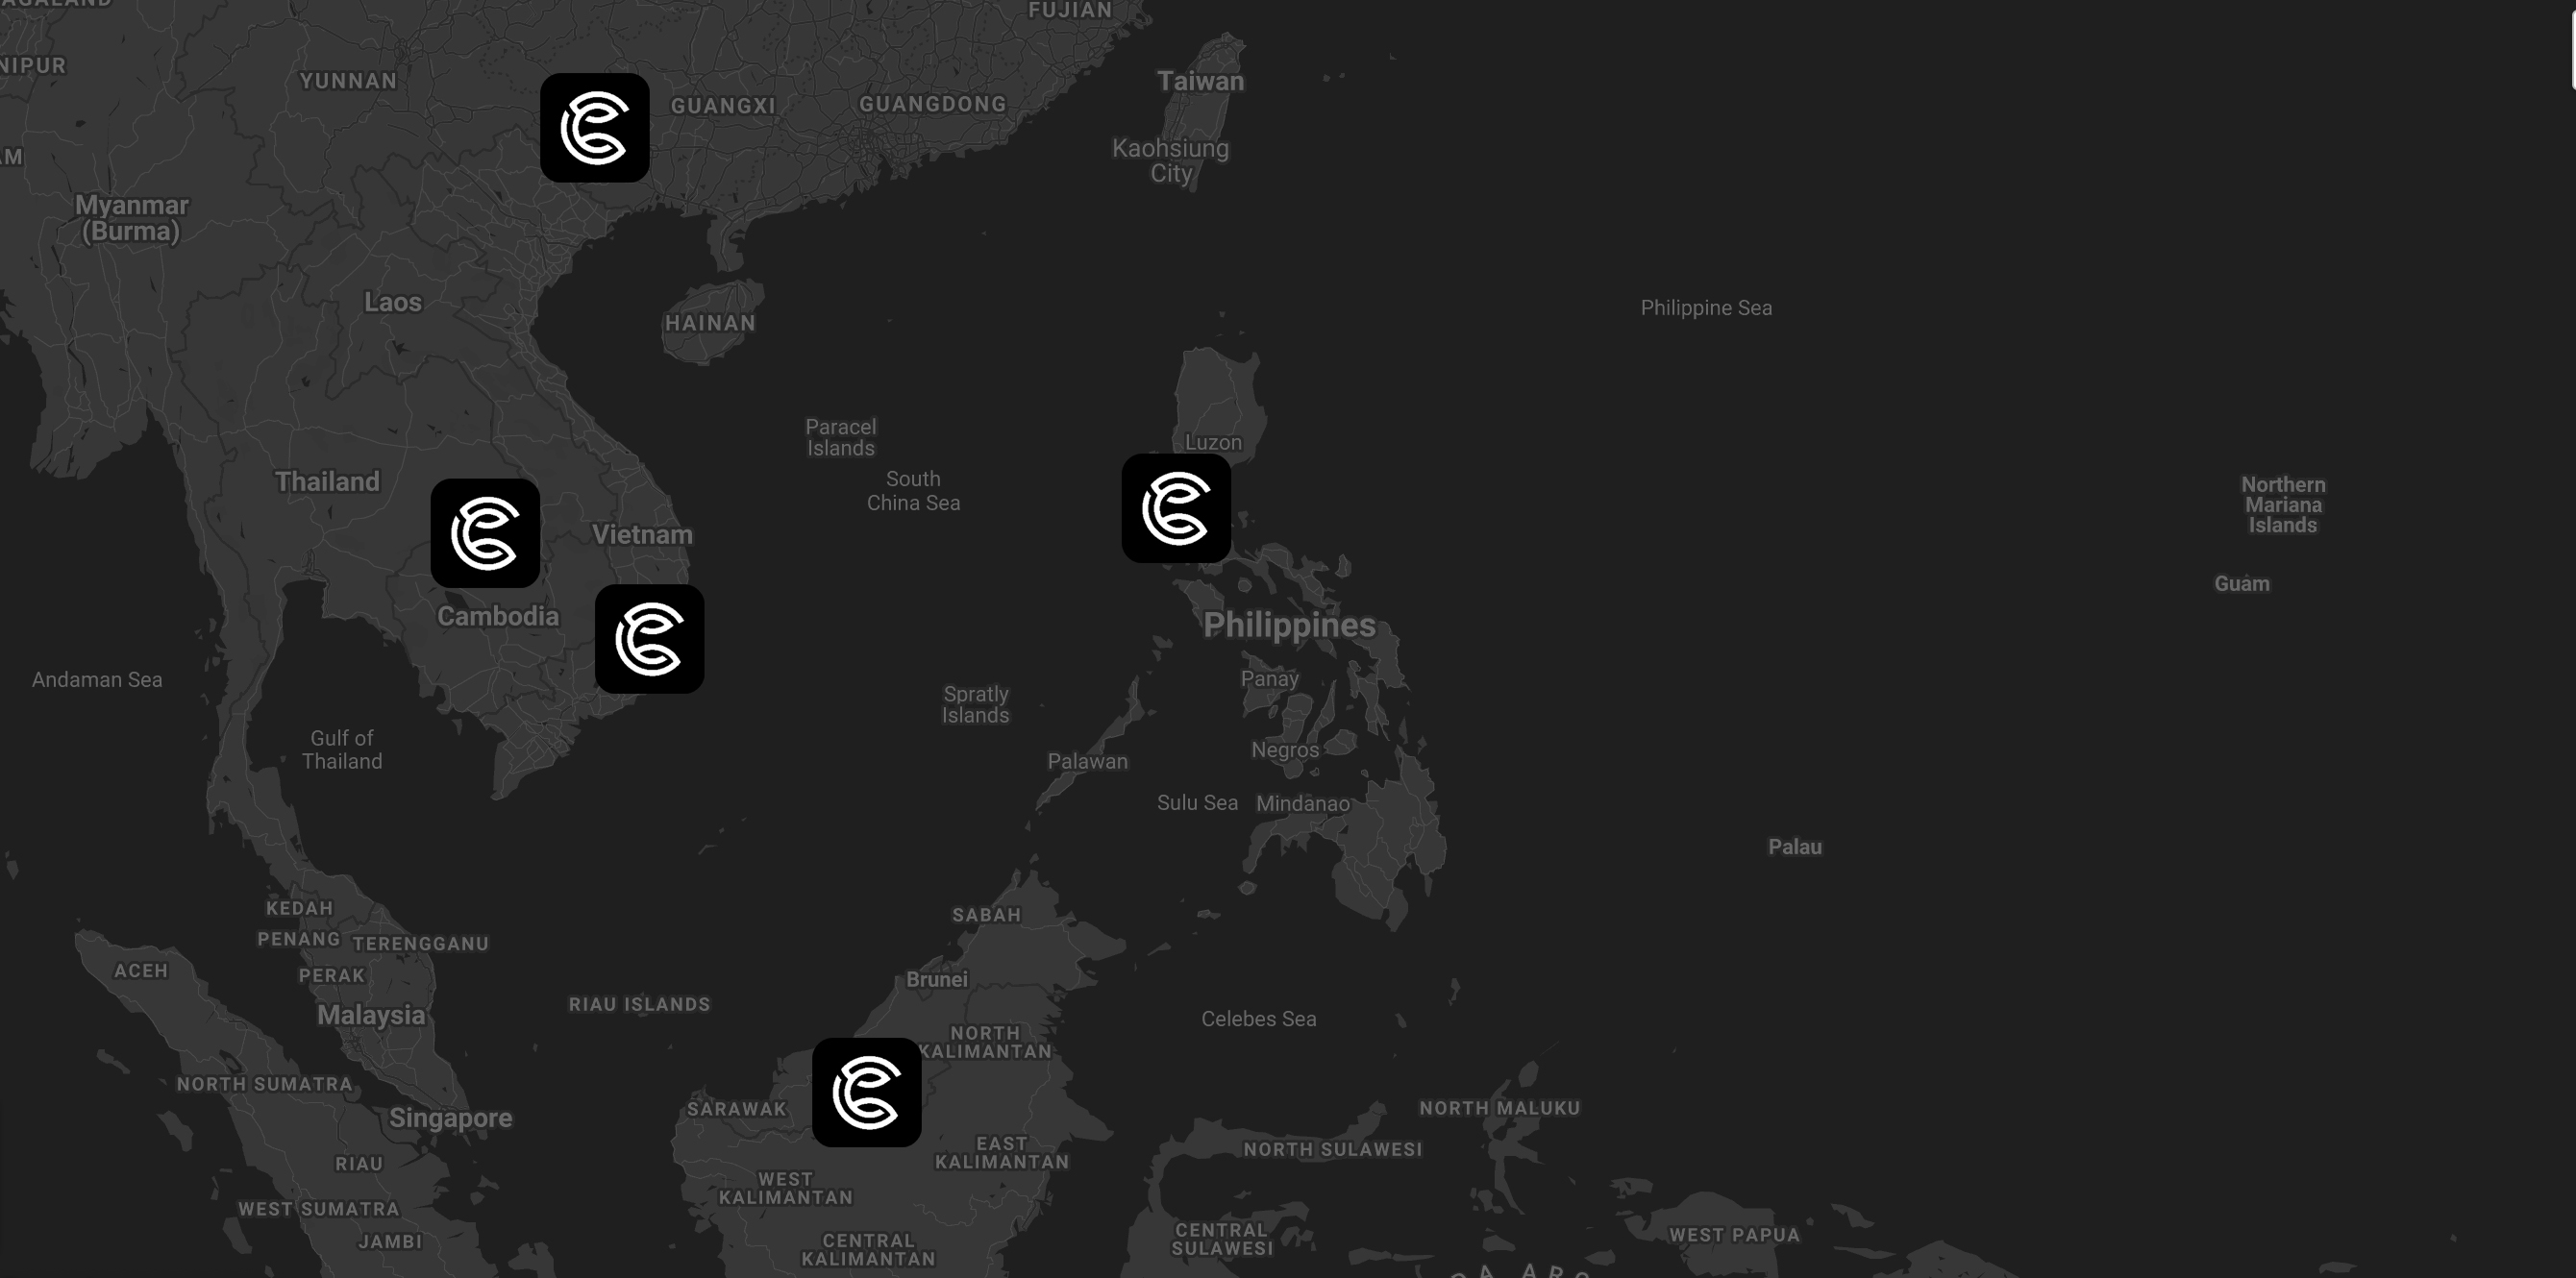 AGALAND
FUJIAN
NIPUR
YUNNAN
GUANGXI
GUANGDONG
Taiwan
Kaohsiung
City
AM
Myanmar
(Burma)
Laos
HAINAN
Philippine Sea
Paracel
Islands
Luzon
South
China Sea
Thailand
Vietnam
Northern
Mariana
Islands
Guam
Cambodia
Philippines
Andaman Sea
Panay
Spratly
Islands
Gulf of
Thailand
Negros
Palawan
Sulu Sea
Mindanao
Palau
KEDAH
SABAH
PENANG
TERENGGANU
ACEH
PERAK
Brunei
RIAU ISLANDS
Malaysia
Celebes Sea
NORTH
KALIMANTAN
NORTH SUMATRA
SARAWAK
NORTH MALUKU
Singapore
EAST
KALIMANTAN
NORTH SULAWESI
RIAU
WEST
KALIMANTAN
WEST SUMATRA
CENTRAL
SULAWESI
WEST PAPUA
JAMBI
CENTRAL
KALIMANTAN